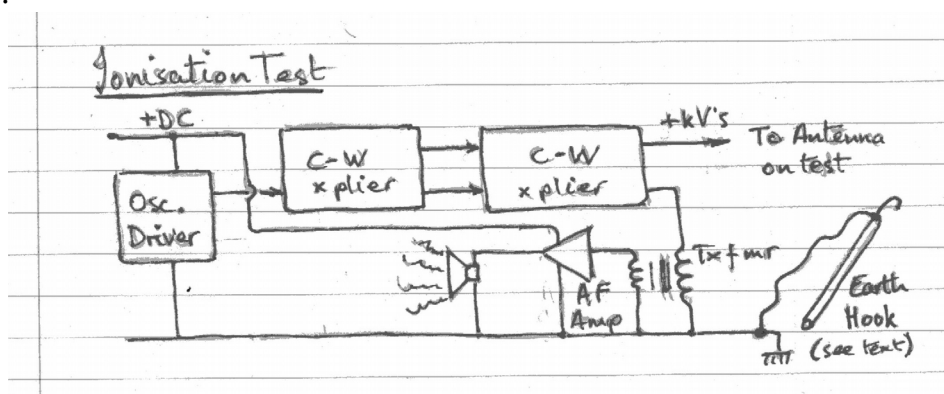 Ionisation Test
+DC
Osc.
Driver
C-W
x plier
C-W
x plier
+kV's
To Antenna
on test
AF
Amp
Txfmr
Earth
Hook
(see text)